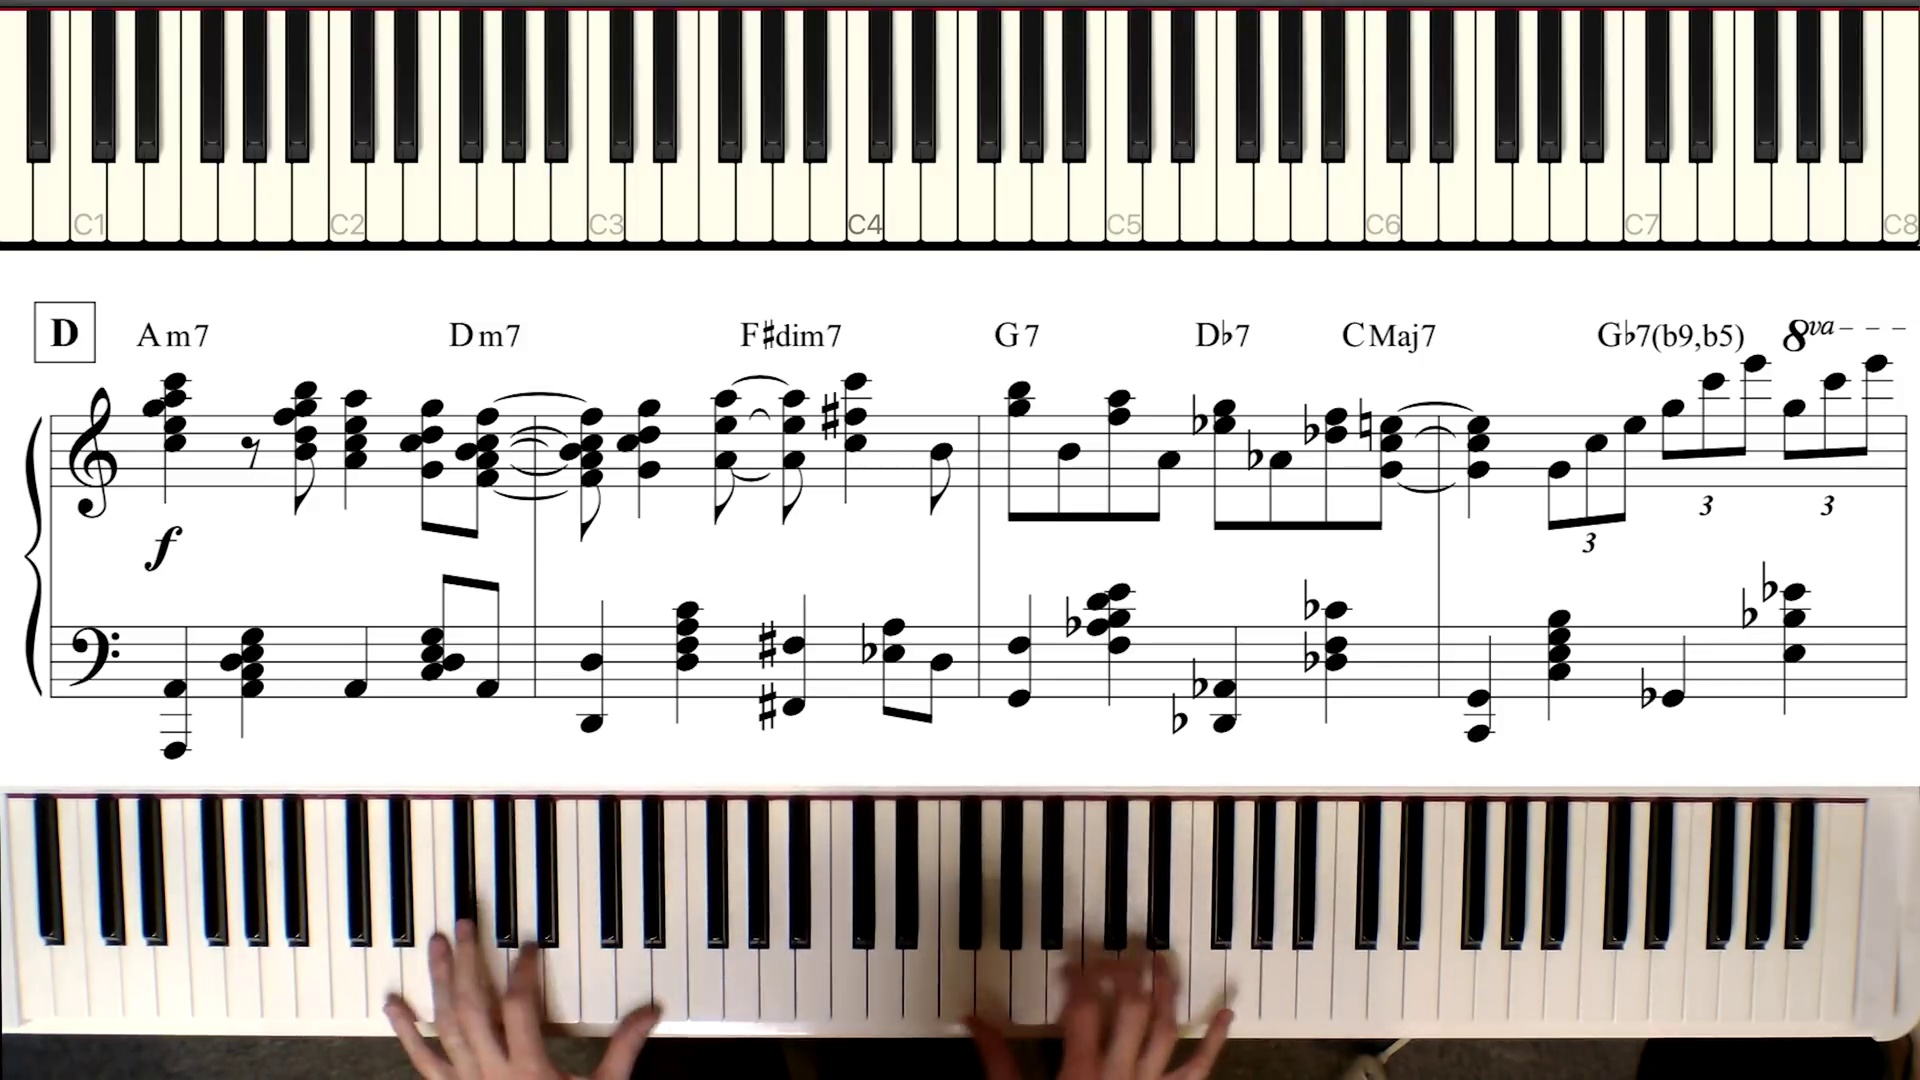 C1 C2 C3 C4 C5 C6 C7 C8
D Am7 Dm7 F♯dim7 G7 D♭7 CMaj7 G♭7(b9,b5) 8va
3 3
f 3